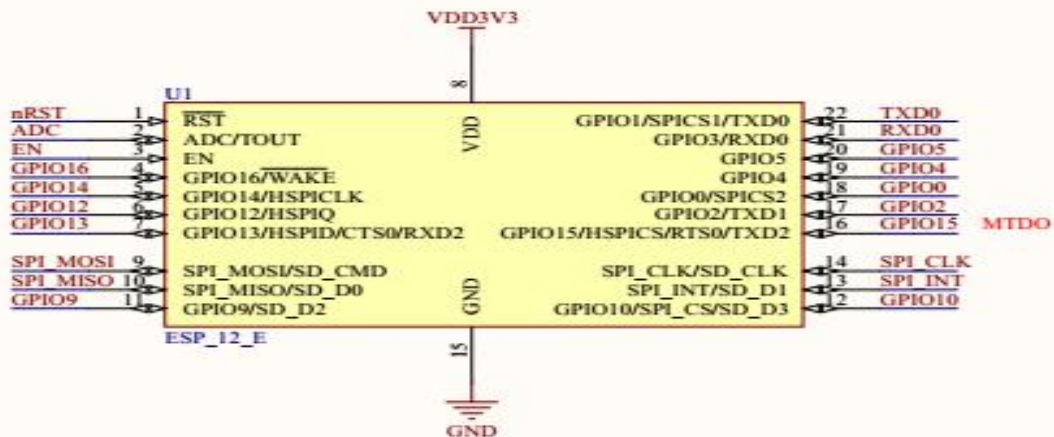 VDD3V3
8
U1
nRST 1 RST VDD GPIO1/SPICS1/TXD0 22 TXD0
ADC 2 ADC/TOUT GPIO3/RXD0 21 RXD0
EN 3 EN GPIO5 20 GPIO5
GPIO16 4 GPIO16/WAKE GPIO4 19 GPIO4
GPIO14 5 GPIO14/HSPICLK GPIO0/SPICS2 18 GPIO0
GPIO12 6 GPIO12/HSPIQ GPIO2/TXD1 17 GPIO2
GPIO13 7 GPIO13/HSPID/CTS0/RXD2 GPIO15/HSPICS/RTS0/TXD2 16 GPIO15 MTDO
SPI_MOSI 9 SPI_MOSI/SD_CMD SPI_CLK/SD_CLK 14 SPI_CLK
SPI_MISO 10 SPI_MISO/SD_D0 GND SPI_INT/SD_D1 13 SPI_INT
GPIO9 11 GPIO9/SD_D2 GPIO10/SPI_CS/SD_D3 12 GPIO10
ESP_12_E
15
GND